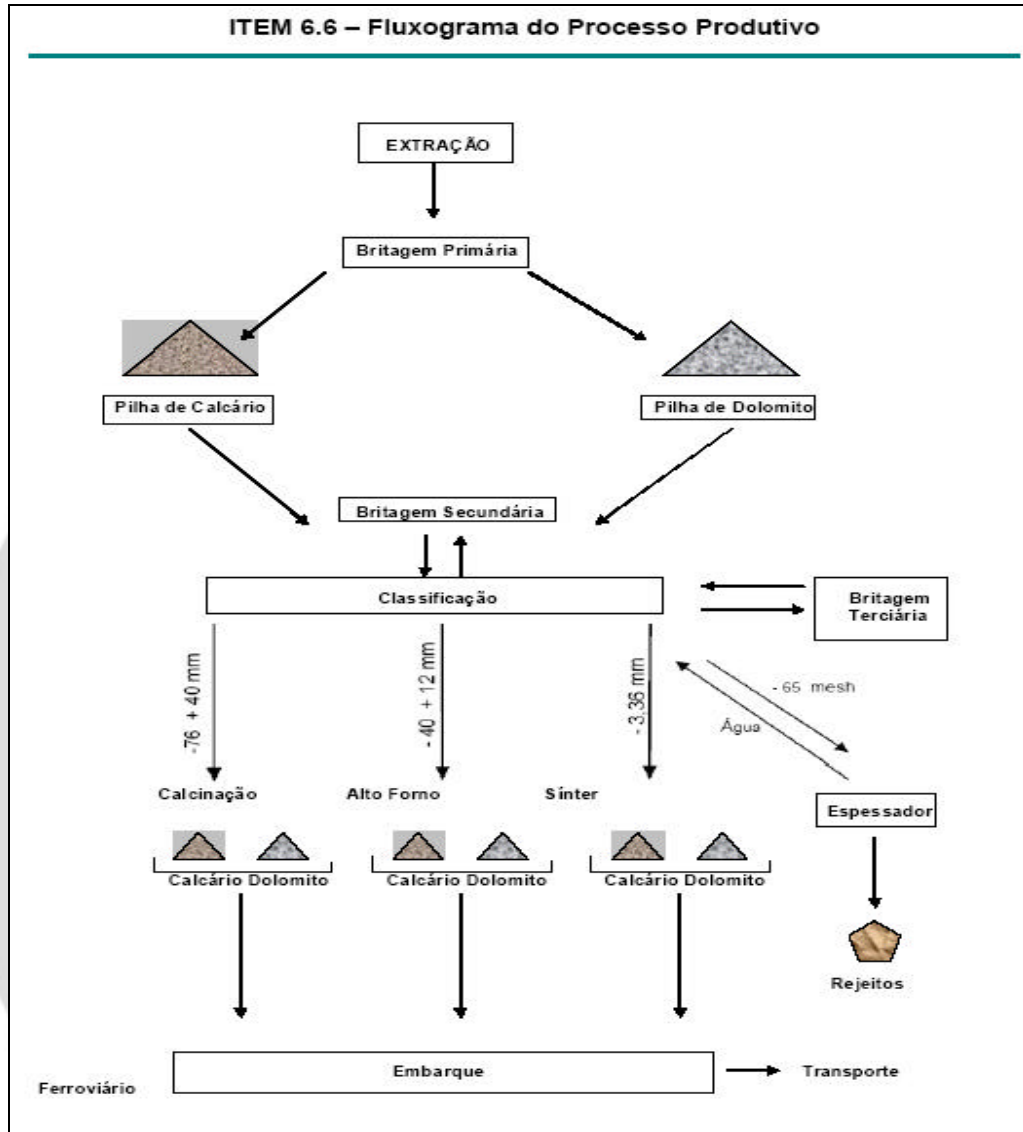 ITEM 6.6 – Fluxograma do Processo Produtivo
EXTRAÇÃO
Britagem Primária
Pilha de Calcário
Pilha de Dolomito
Britagem Secundária
Classificação
Britagem
Terciária
-76 + 40 mm
- 40 + 12 mm
- 3,36 mm
- 65 mesh
Água
Calcinação
Alto Forno
Sínter
Espessador
Calcário Dolomito
Calcário Dolomito
Calcário Dolomito
Rejeitos
Embarque
Transporte
Ferroviário